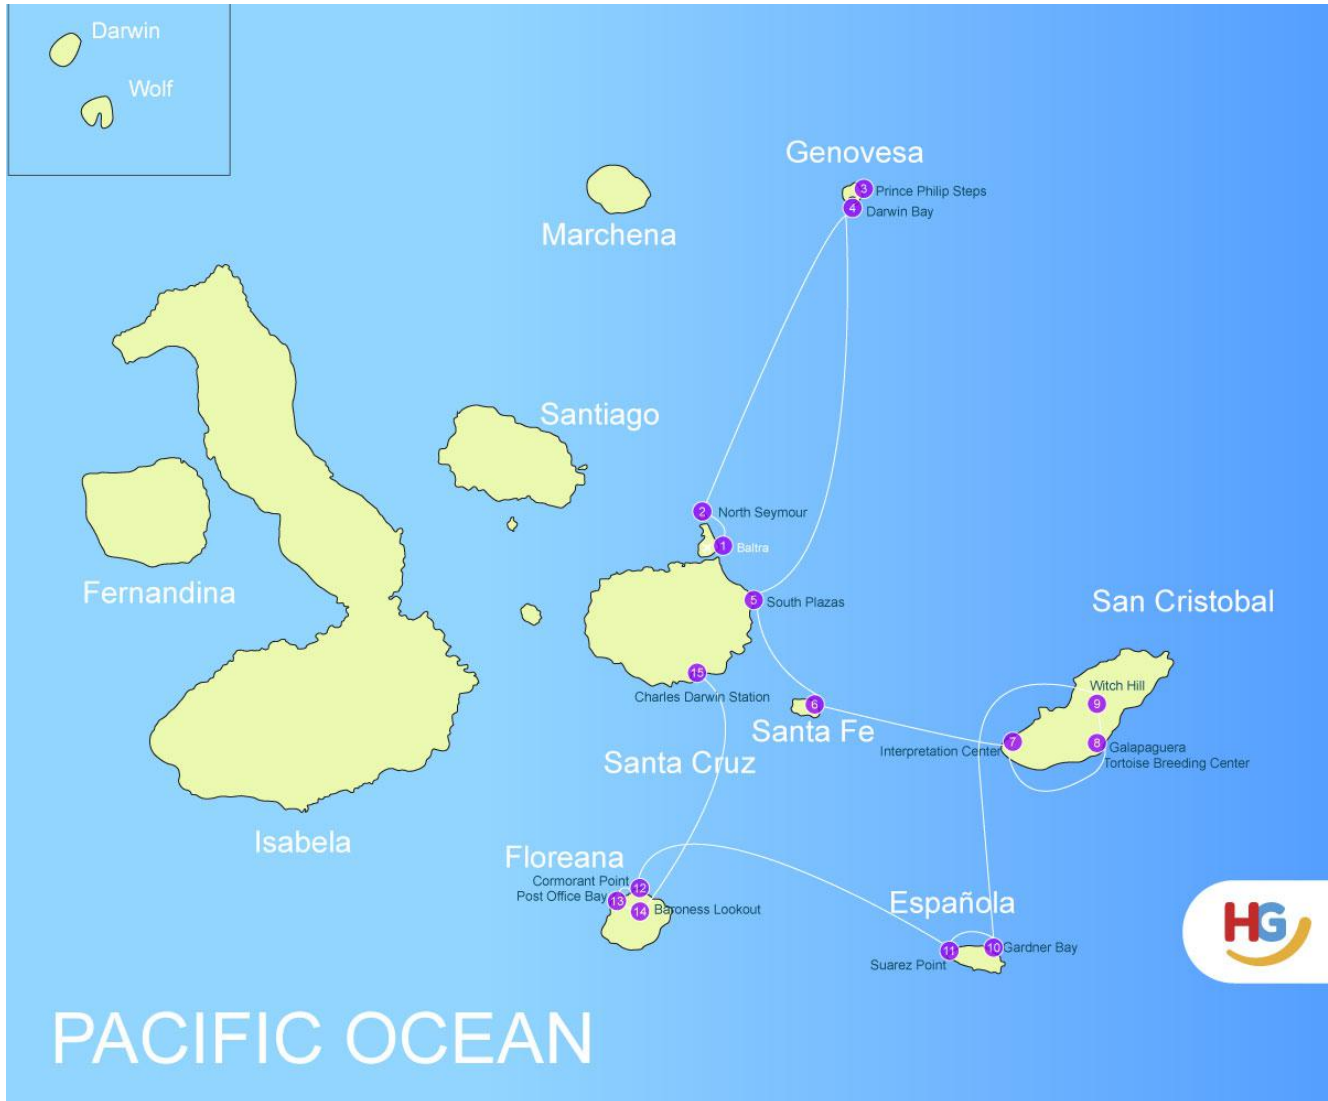 Darwin
Wolf
Genovesa
3 Prince Philip Steps
4 Darwin Bay
Marchena
Santiago
2 North Seymour
1 Baltra
Fernandina
5 South Plazas
San Cristobal
15
Charles Darwin Station
Witch Hill
9
6
Santa Fe
Interpretation Center 7
8 Galapaguera
Tortoise Breeding Center
Santa Cruz
Isabela
Floreana
Cormorant Point 12
Post Office Bay 13
14 Baroness Lookout
Española
11
10 Gardner Bay
Suarez Point
HG
PACIFIC OCEAN